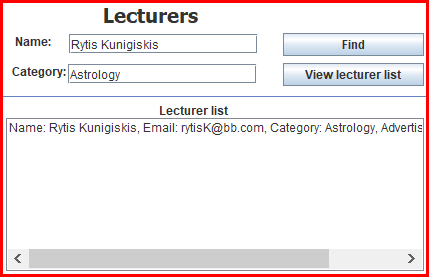 Lecturers
Name: Rytis Kunigiskis Find
Category: Astrology View lecturer list
Lecturer list
Name: Rytis Kunigiskis, Email: rytisK@bb.com, Category: Astrology, Advertis